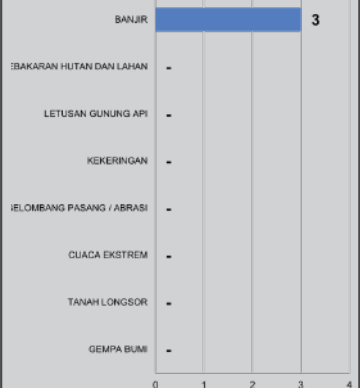 BANJIR 3
EBAKARAN HUTAN DAN LAHAN -
LETUSAN GUNUNG API -
KEKERINGAN -
ELOMBANG PASANG / ABRASI -
CUACA EKSTREM -
TANAH LONGSOR -
GEMPA BUMI -
0 1 2 3 4